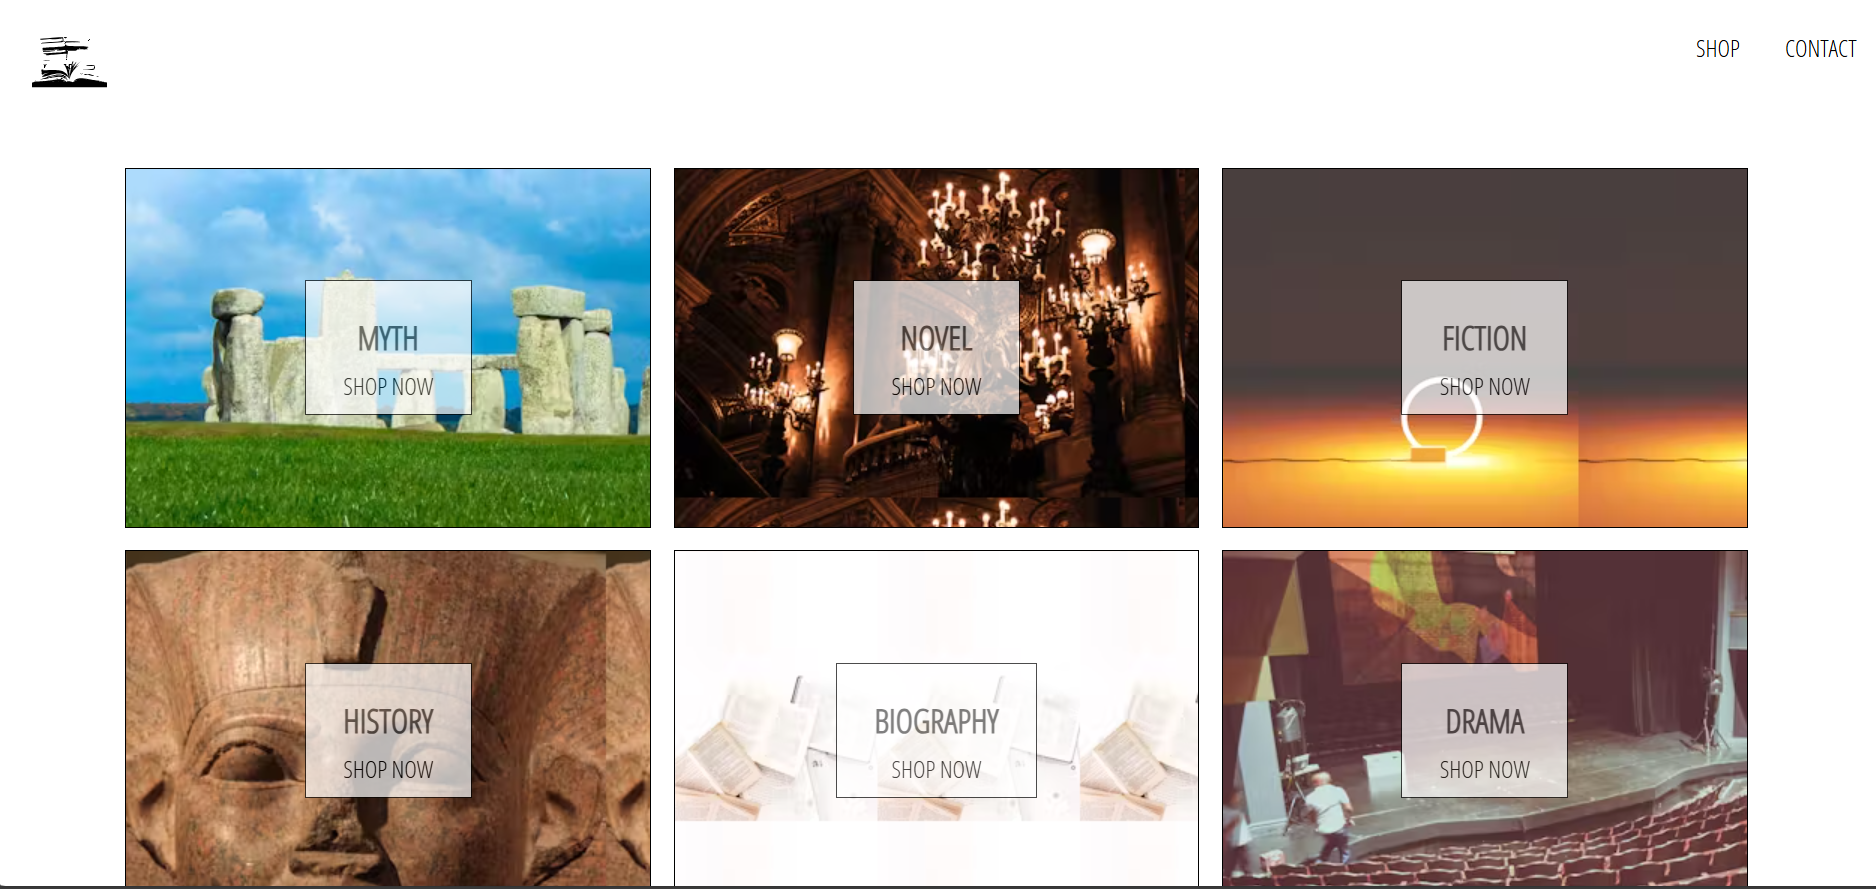 SHOP
CONTACT
MYTH
SHOP NOW
NOVEL
SHOP NOW
FICTION
SHOP NOW
HISTORY
SHOP NOW
BIOGRAPHY
SHOP NOW
DRAMA
SHOP NOW